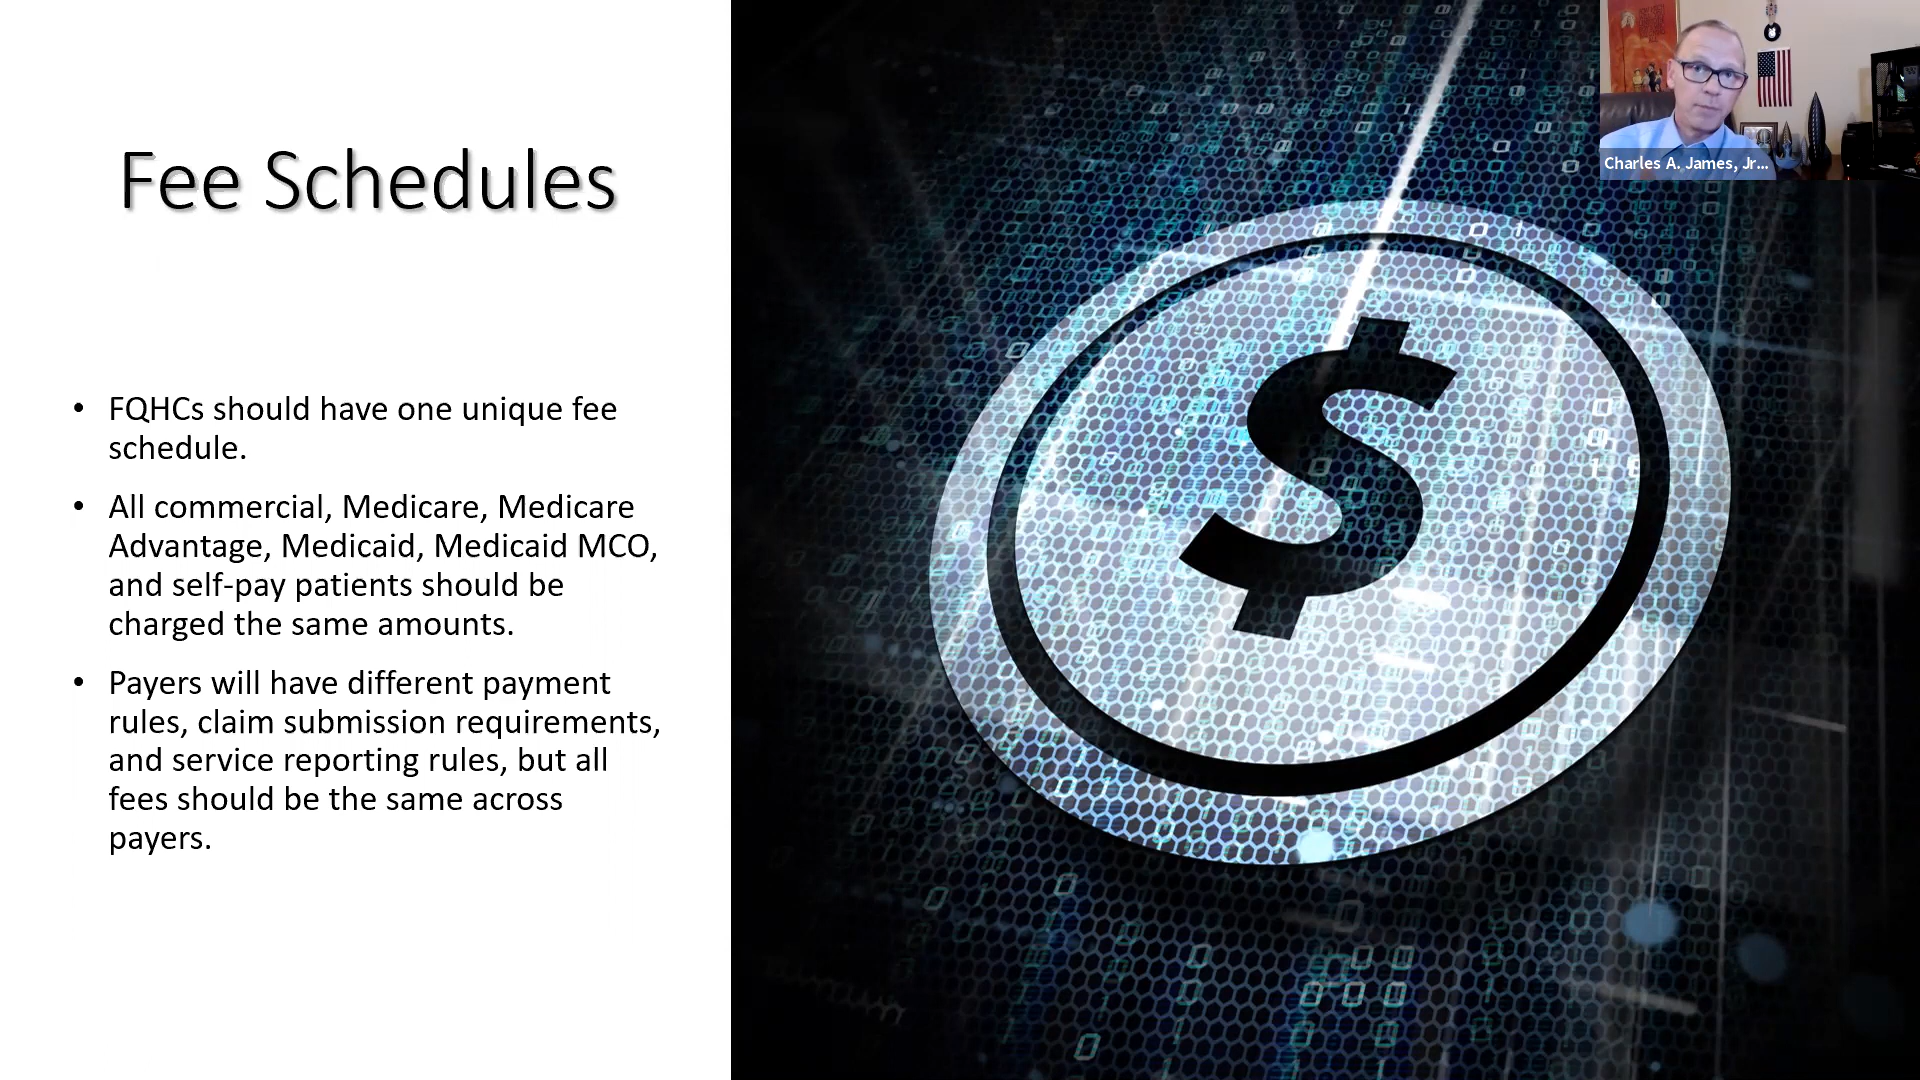 Fee Schedules
• FQHCs should have one unique fee
schedule.
• All commercial, Medicare, Medicare
Advantage, Medicaid, Medicaid MCO,
and self-pay patients should be
charged the same amounts.
• Payers will have different payment
rules, claim submission requirements,
and service reporting rules, but all
fees should be the same across
payers.
$
Charles A. James, Jr...